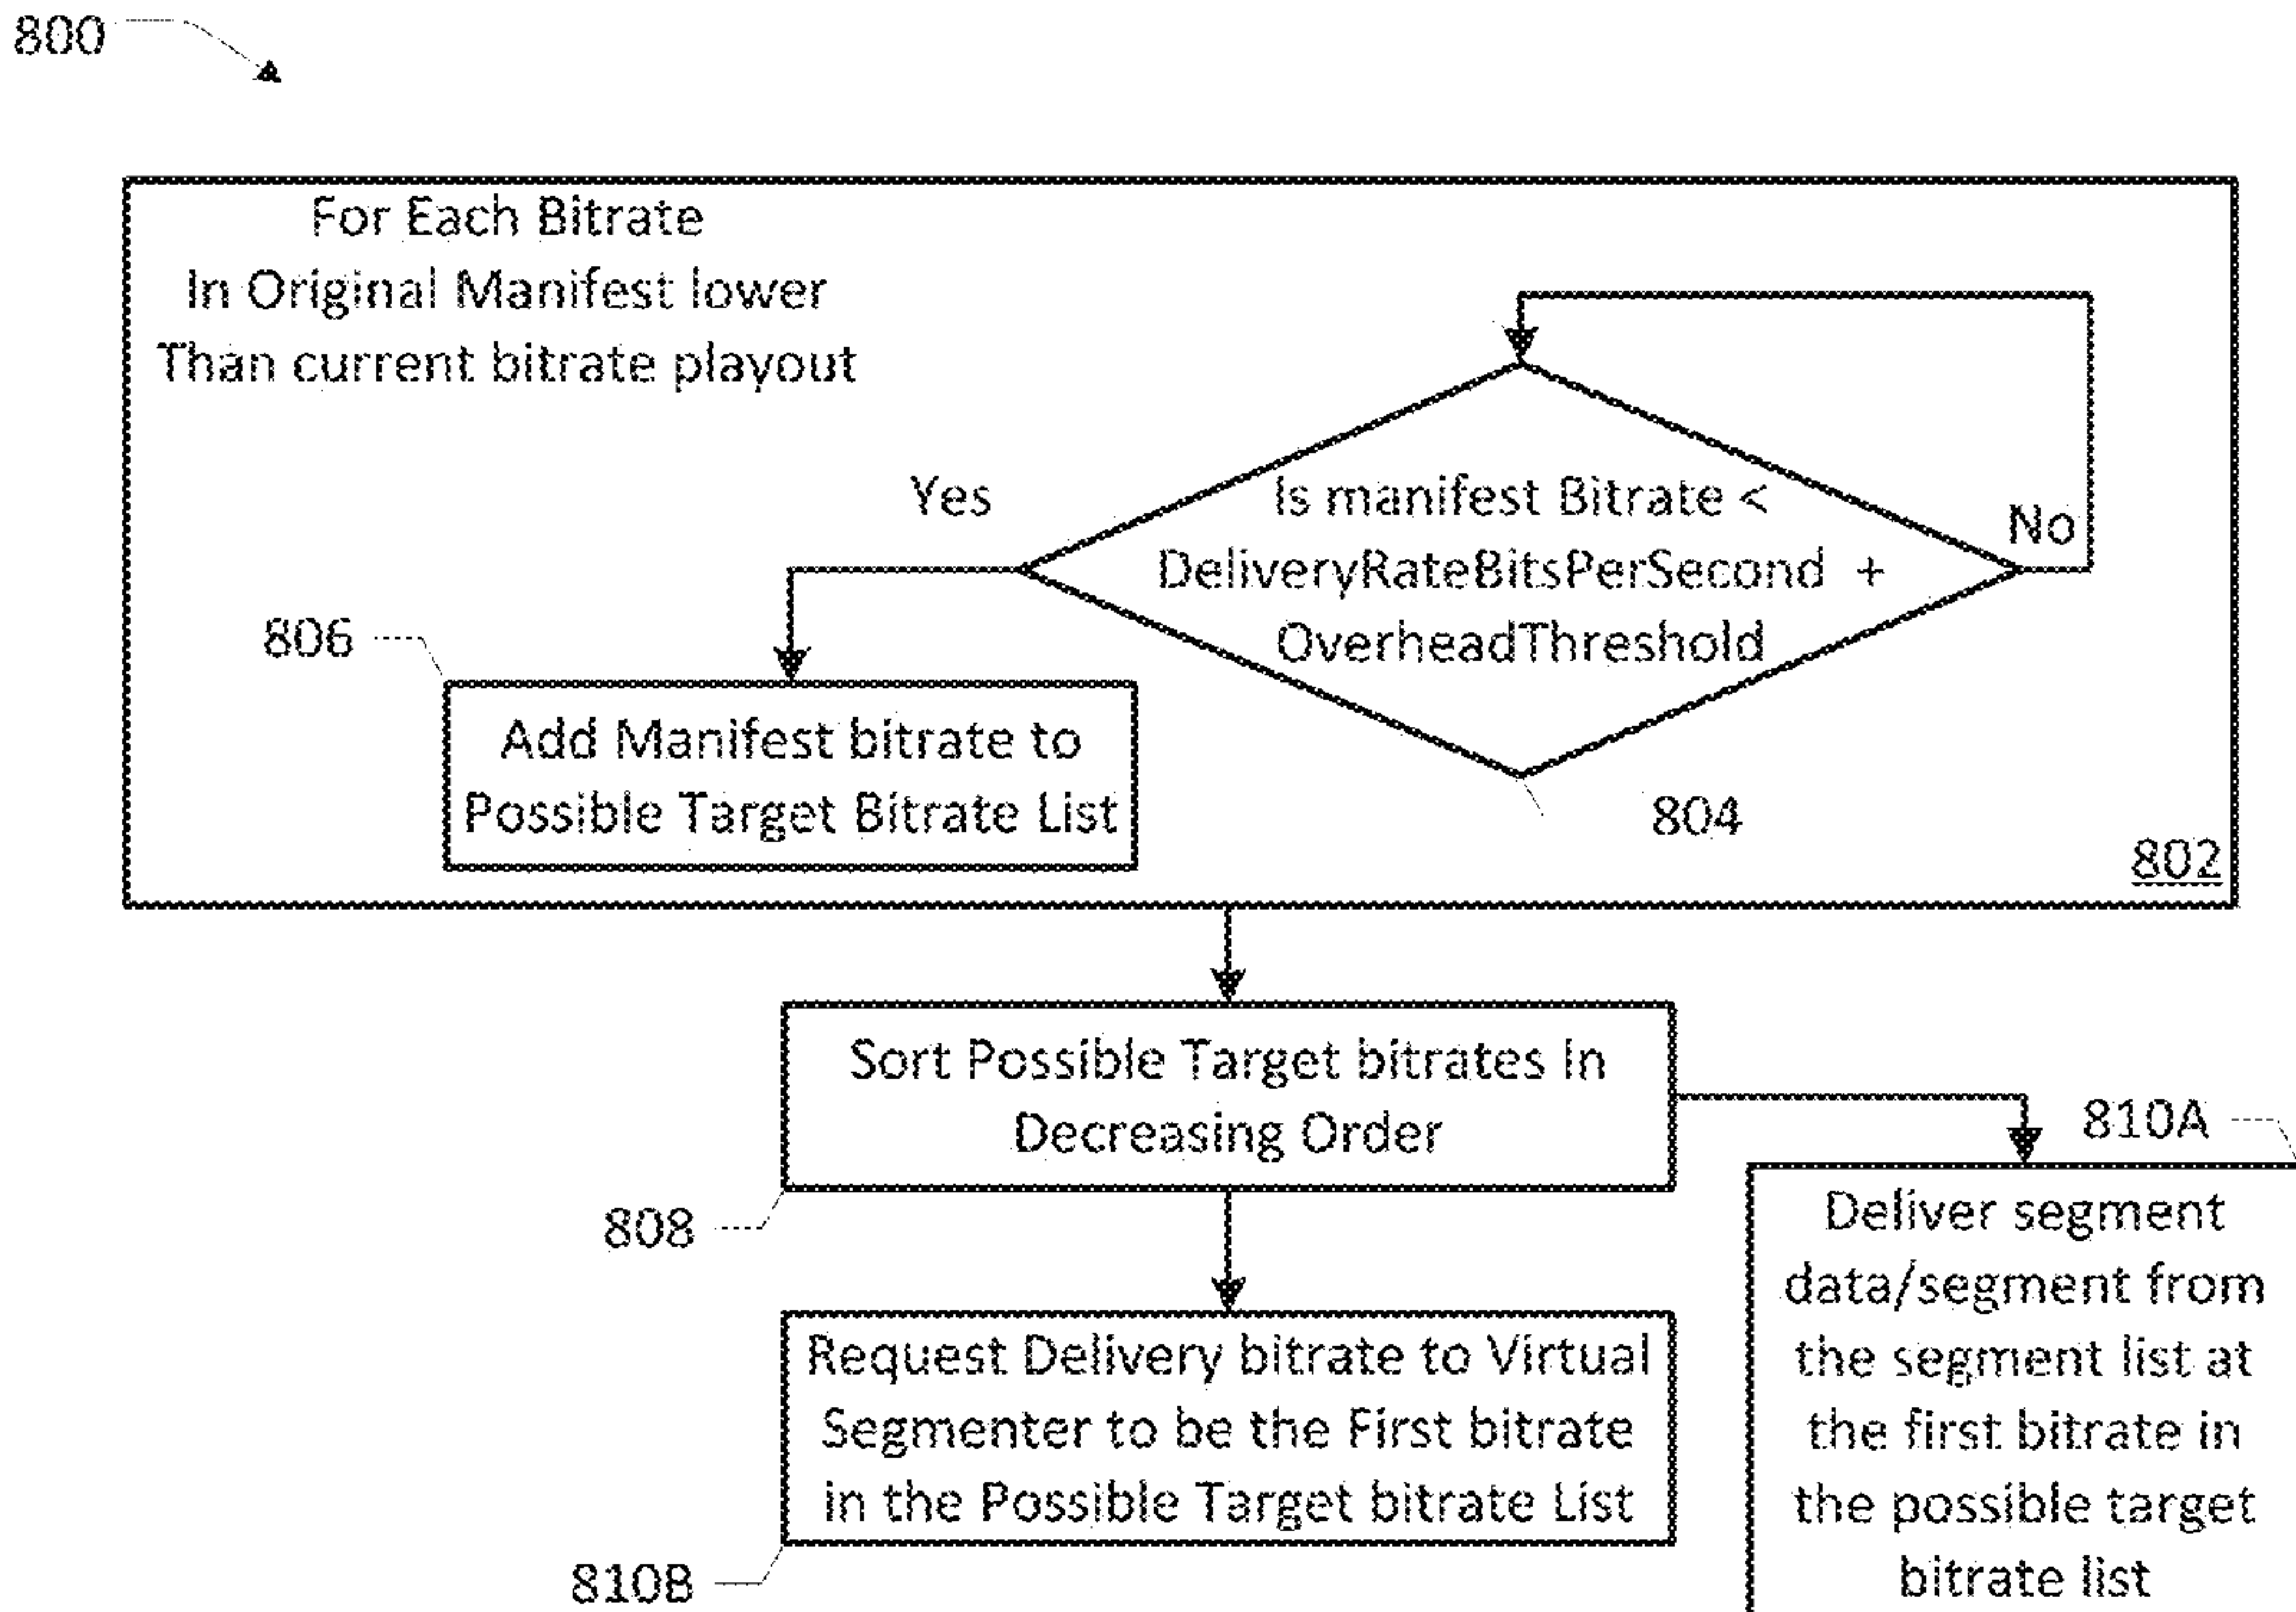 800
For Each Bitrate
In Original Manifest lower
Than current bitrate playout
Yes
Is manifest Bitrate <
DeliveryRateBitsPerSecond +
OverheadThreshold
No
806
Add Manifest bitrate to
Possible Target Bitrate List
804
802
Sort Possible Target bitrates In
Decreasing Order
808
810A
Deliver segment
data/segment from
the segment list at
the first bitrate in
the possible target
bitrate list
Request Delivery bitrate to Virtual
Segmenter to be the First bitrate
in the Possible Target bitrate List
810B